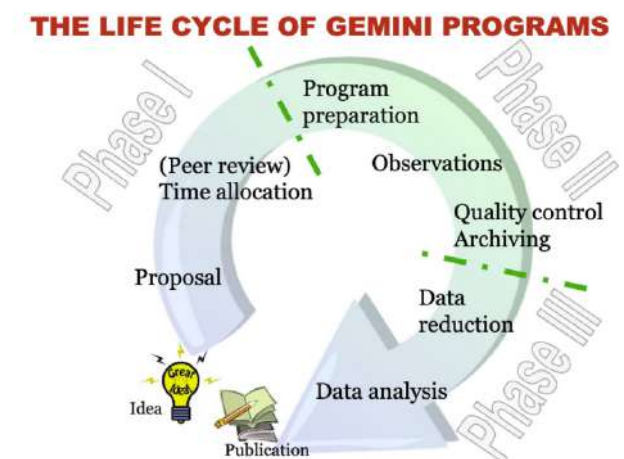 THE LIFE CYCLE OF GEMINI PROGRAMS
Phase I
Program
preparation
Phase II
(Peer review)
Time allocation
Observations
Quality control
Archiving
Proposal
Data
reduction
Phase III
Great
Idea
Data analysis
Idea
Publication